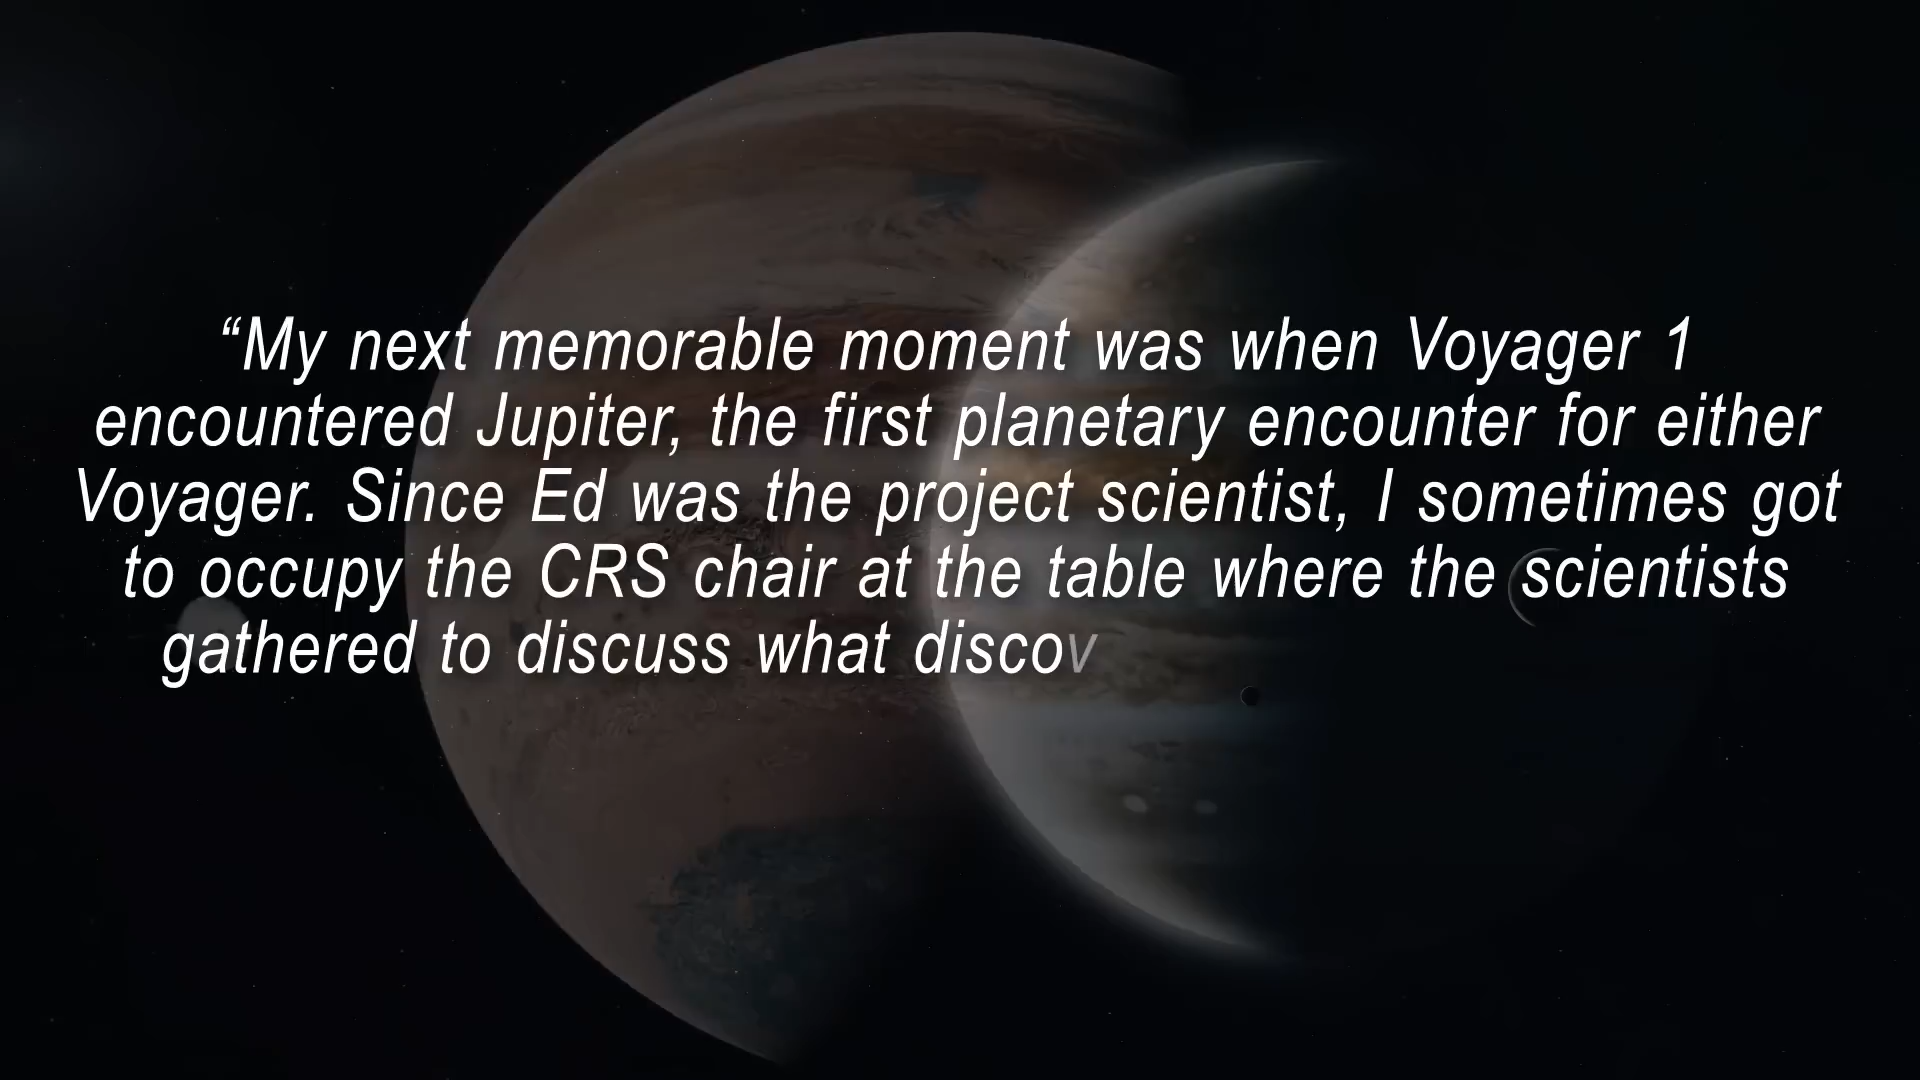 “My next memorable moment was when Voyager 1
encountered Jupiter, the first planetary encounter for either
Voyager. Since Ed was the project scientist, I sometimes got
to occupy the CRS chair at the table where the scientists
gathered to discuss what discov